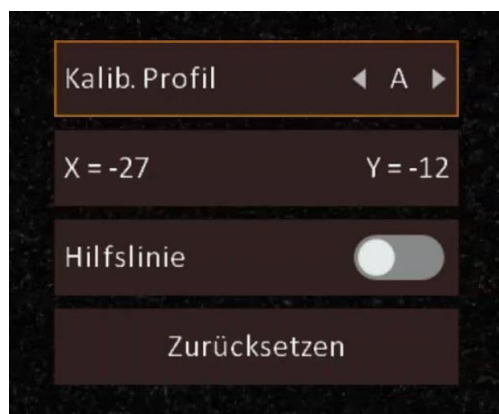 Kalib. Profil A
X = -27 Y = -12
Hilfslinie
Zurücksetzen